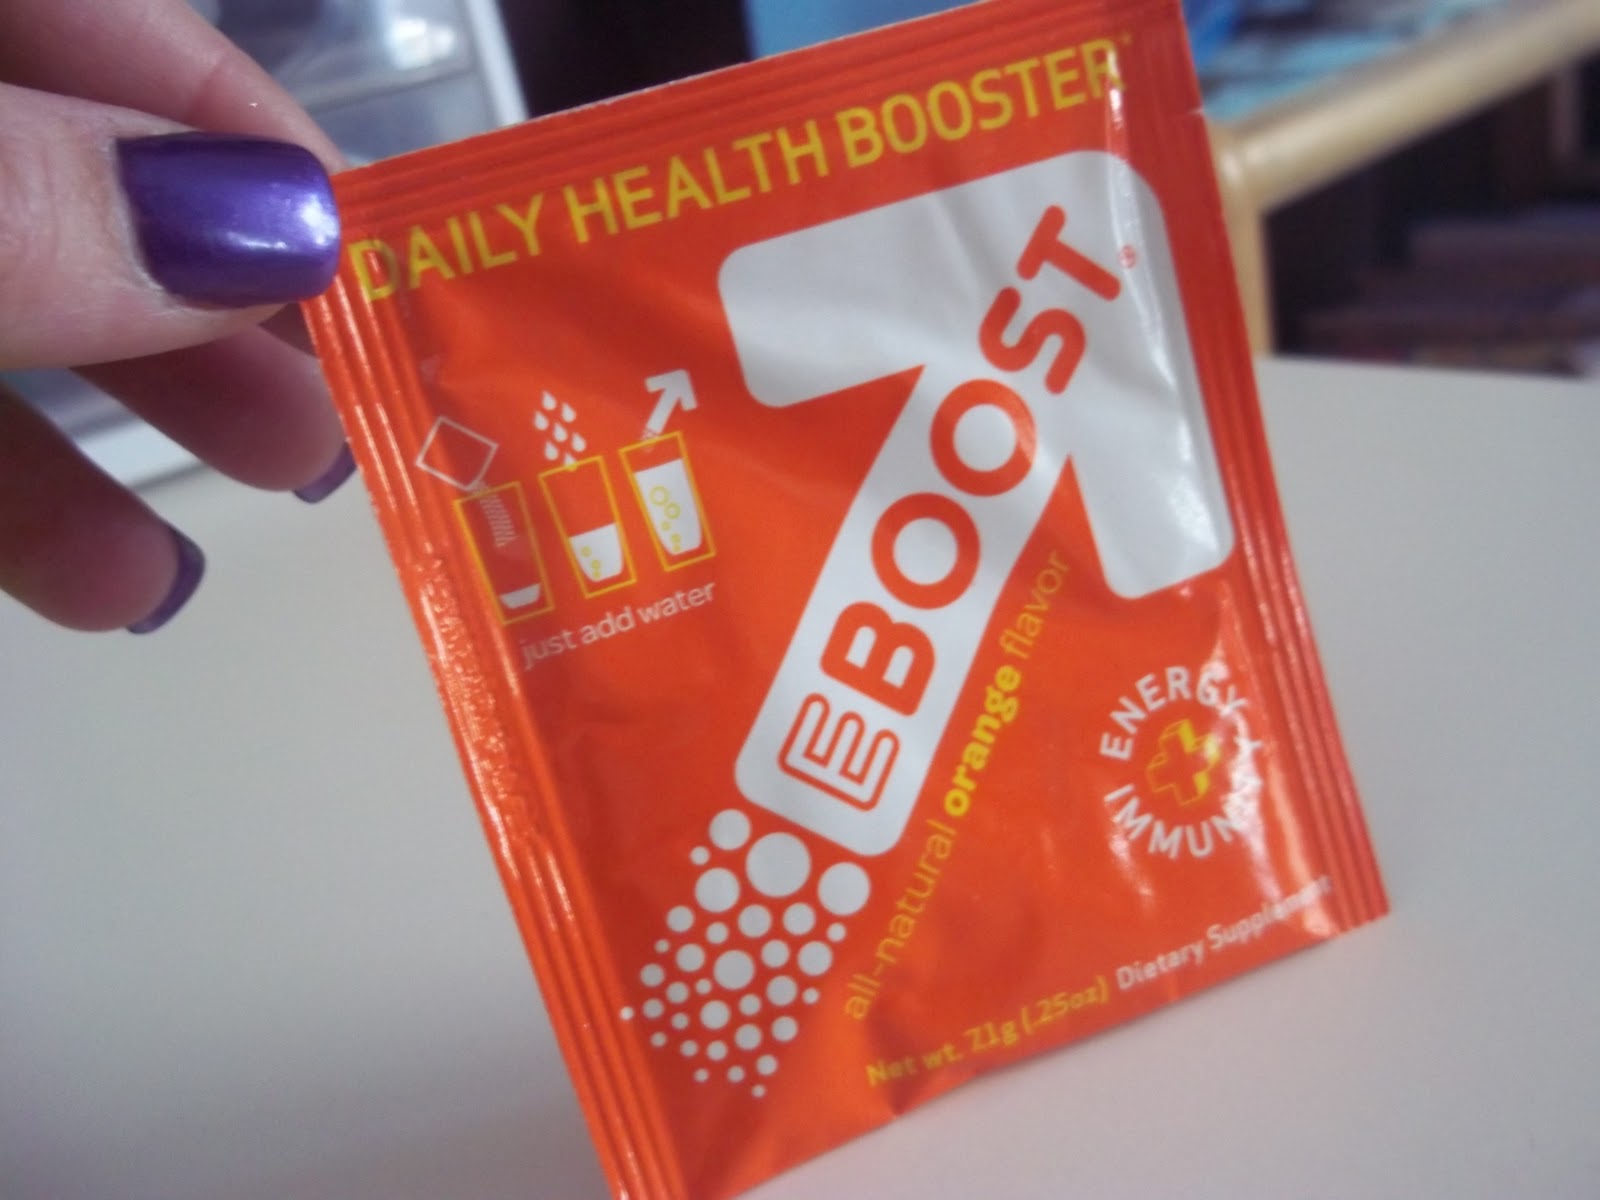 DAILY HEALTH BOOSTER*
EBOOST®
just add water
all-natural orange flavor
ENERGY
IMMUNITY
Net wt. 7.1g (.25oz) Dietary Supplement